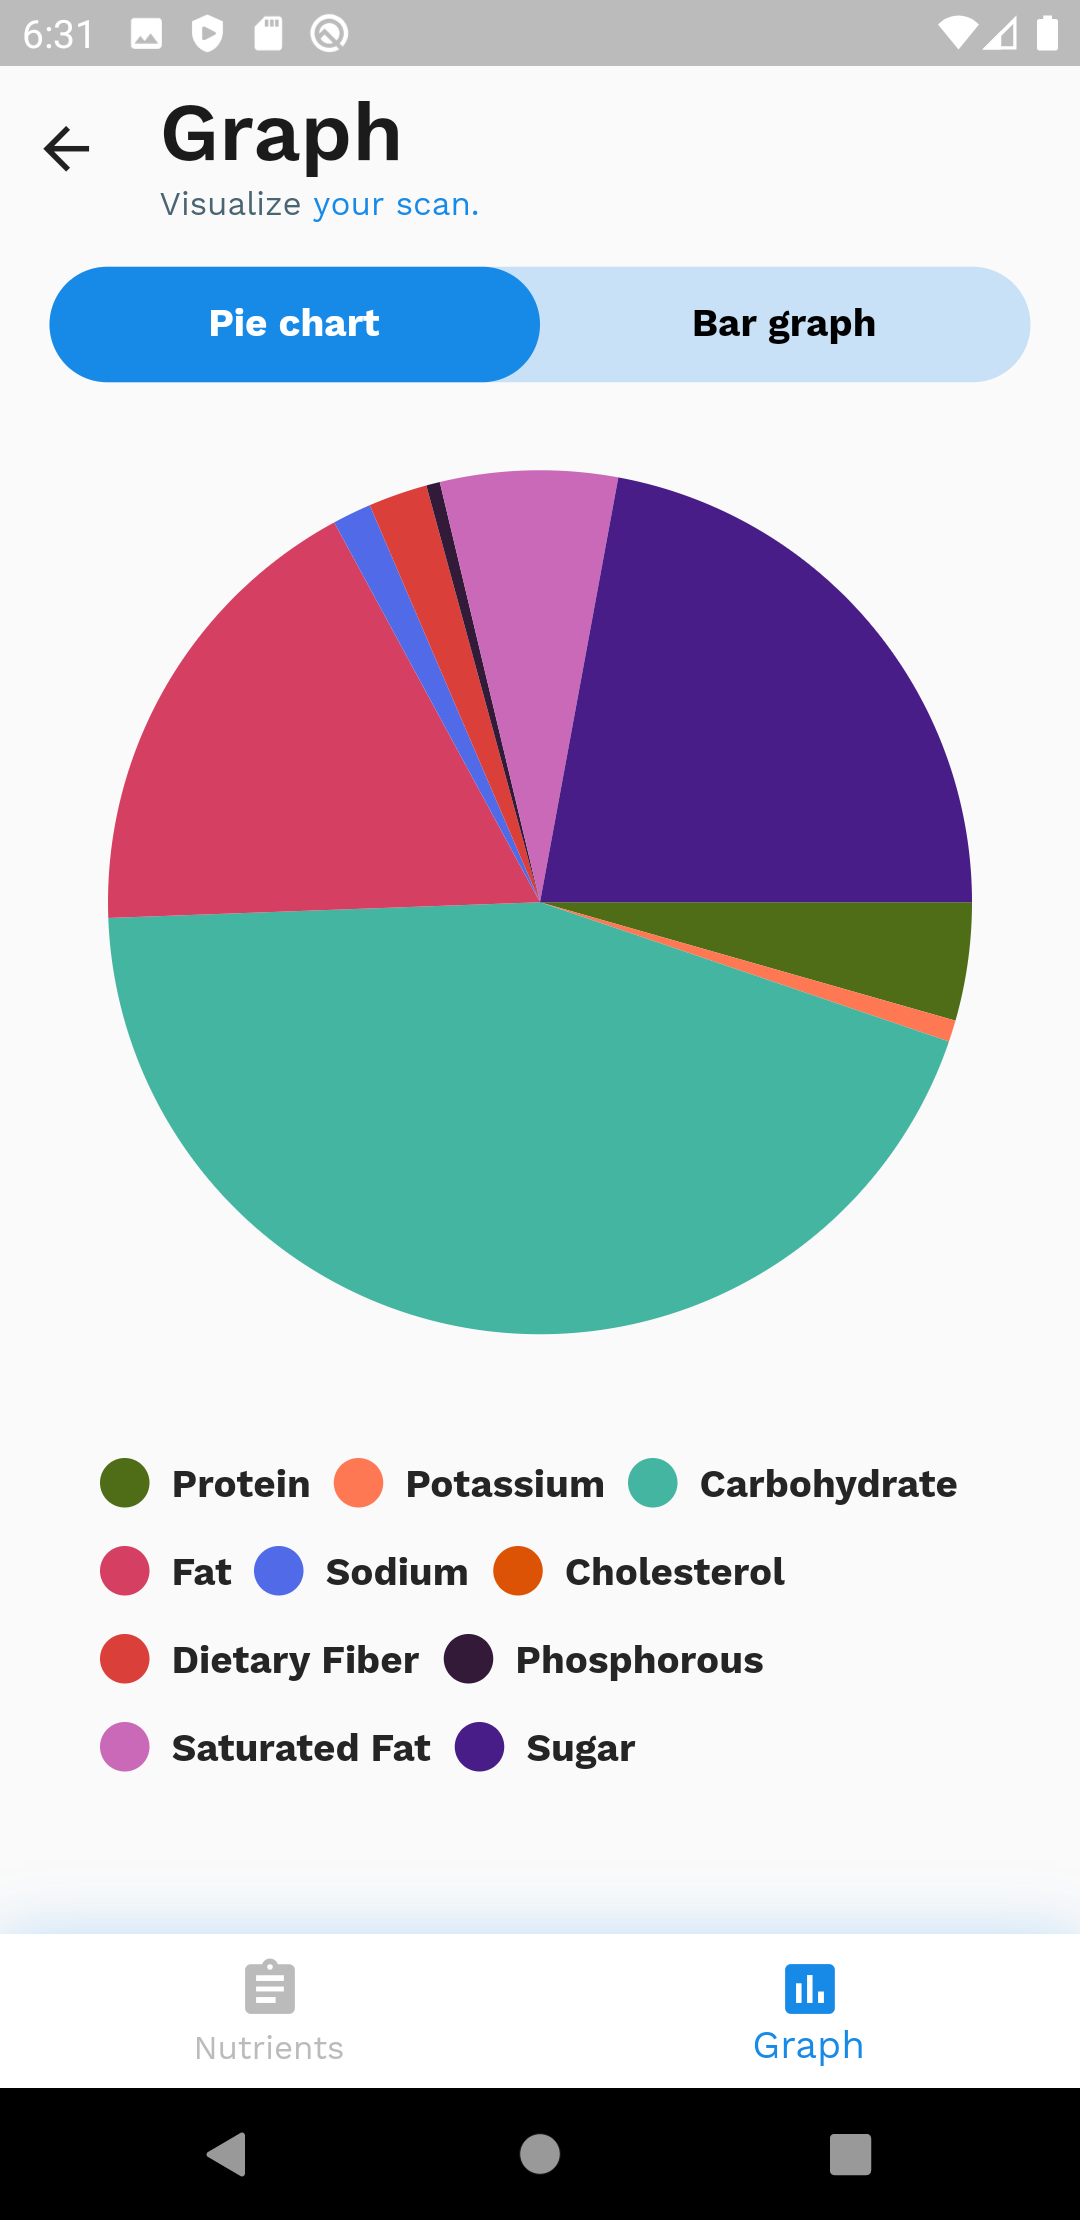 6:31
Graph
Visualize your scan.
Pie chart Bar graph
Protein Potassium Carbohydrate
Fat Sodium Cholesterol
Dietary Fiber Phosphorous
Saturated Fat Sugar
Nutrients Graph